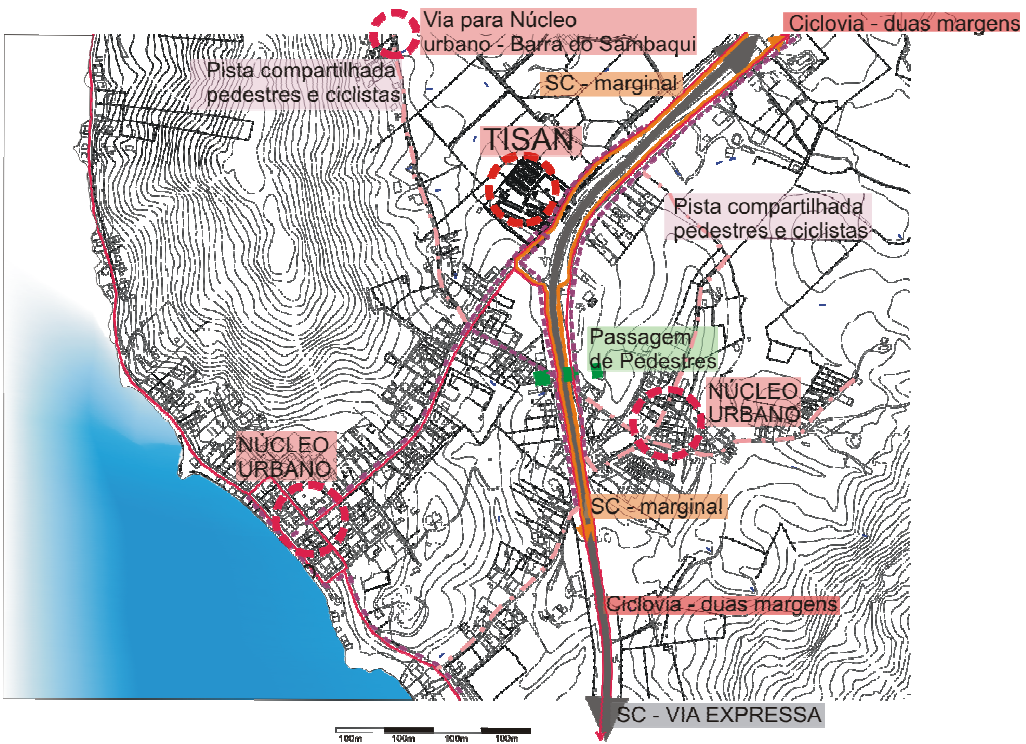 Via para Núcleo
urbano - Barra do Sambaqui
Ciclovia - duas margens
Pista compartilhada
pedestres e ciclistas
SC - marginal
TISAN
Pista compartilhada
pedestres e ciclistas
Passagem
de Pedestres
NÚCLEO
URBANO
NÚCLEO
URBANO
SC - marginal
Ciclovia - duas margens
SC - VIA EXPRESSA
100m 100m 100m 100m